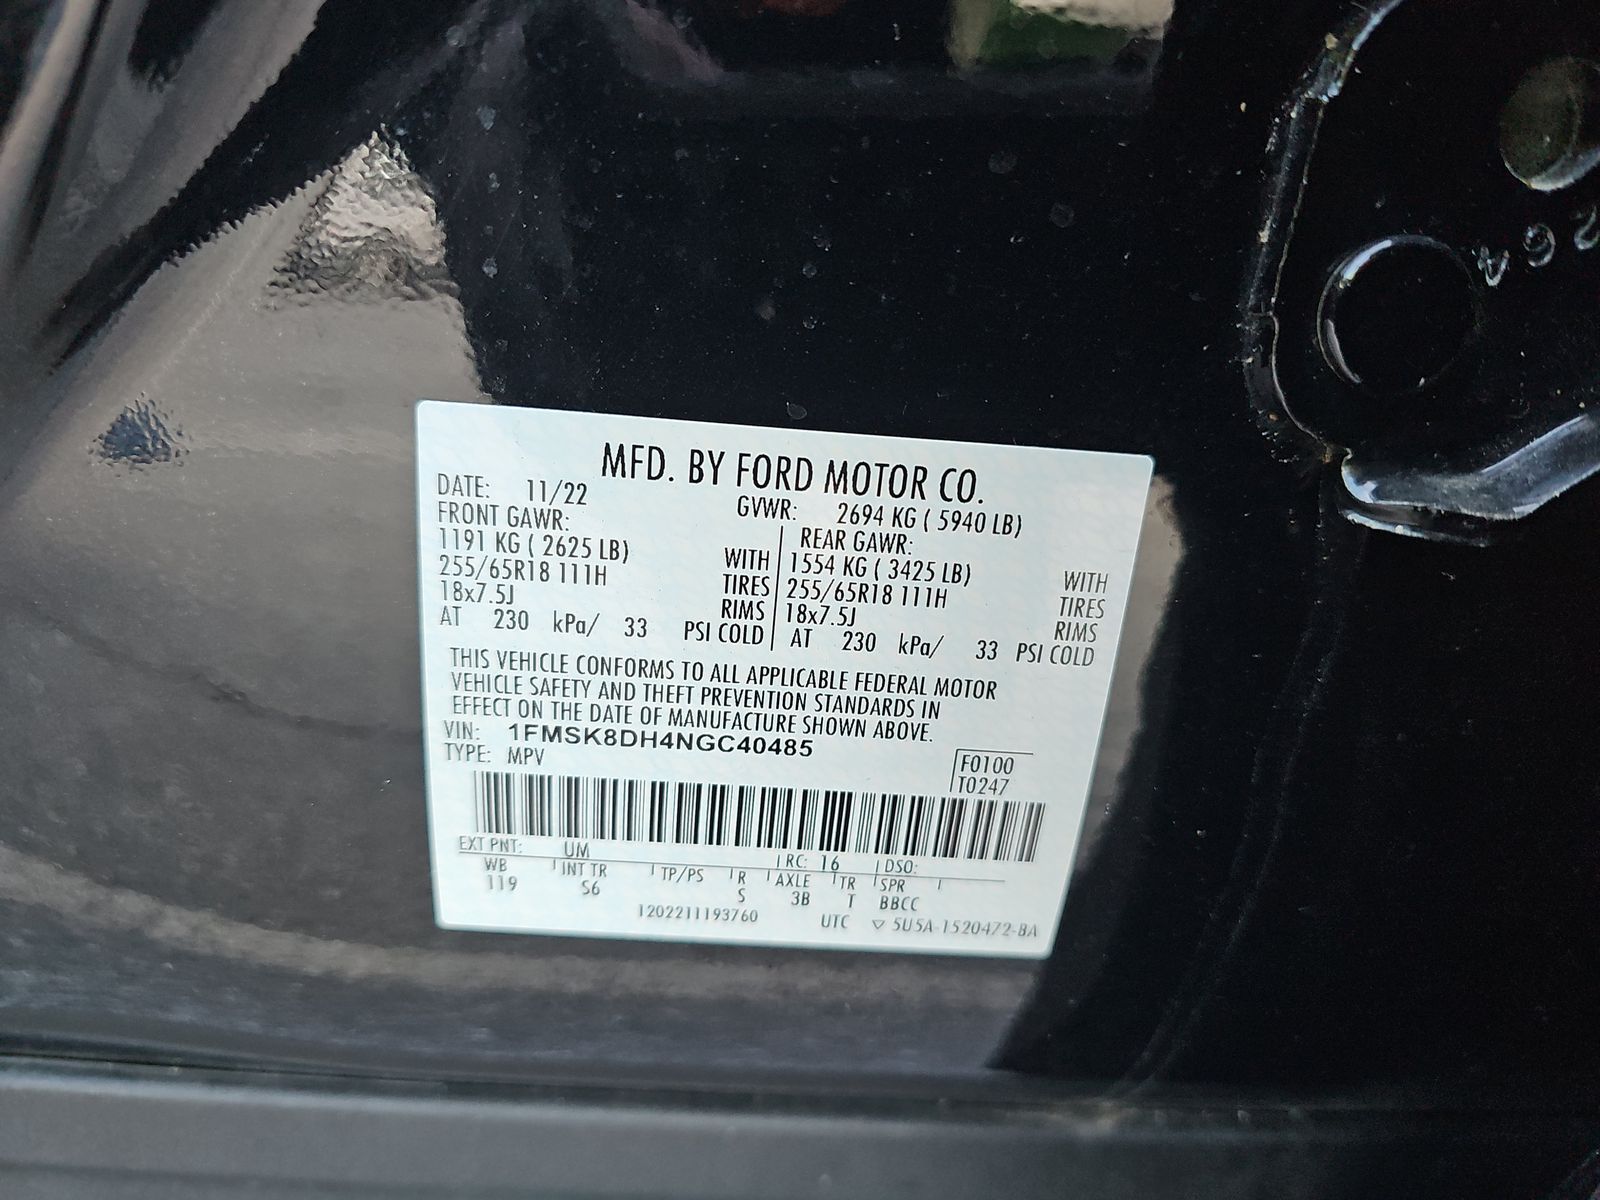 MFD. BY FORD MOTOR CO.
DATE: 11/22 GVWR: 2694 KG ( 5940 LB)
FRONT GAWR: REAR GAWR:
1191 KG ( 2625 LB) WITH 1554 KG ( 3425 LB) WITH
255/65R18 111H TIRES 255/65R18 111H TIRES
18x7.5J RIMS 18x7.5J RIMS
AT 230 kPa/ 33 PSI COLD AT 230 kPa/ 33 PSI COLD
THIS VEHICLE CONFORMS TO ALL APPLICABLE FEDERAL MOTOR
VEHICLE SAFETY AND THEFT PREVENTION STANDARDS IN
EFFECT ON THE DATE OF MANUFACTURE SHOWN ABOVE.
VIN: 1FMSK8DH4NGC40485
TYPE: MPV
F0100
T0247
EXT PNT: UM RC: 16 DSO:
WB INT TR TP/PS R AXLE TR SPR
119 S6 S 3B T BBCC
1202211193760 UTC ▽ 5U5A-1520472-BA